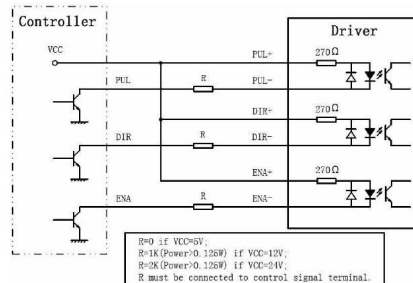 Controller
Driver
VCC
PUL+
270Ω
PUL
R
PUL-
DIR+
270Ω
DIR
R
DIR-
ENA+
270Ω
ENA
R
ENA-
R=0 if VCC=5V;
R=1K(Power>0.125W) if VCC=12V;
R=2K(Power>0.125W) if VCC=24V;
R must be connected to control signal terminal.